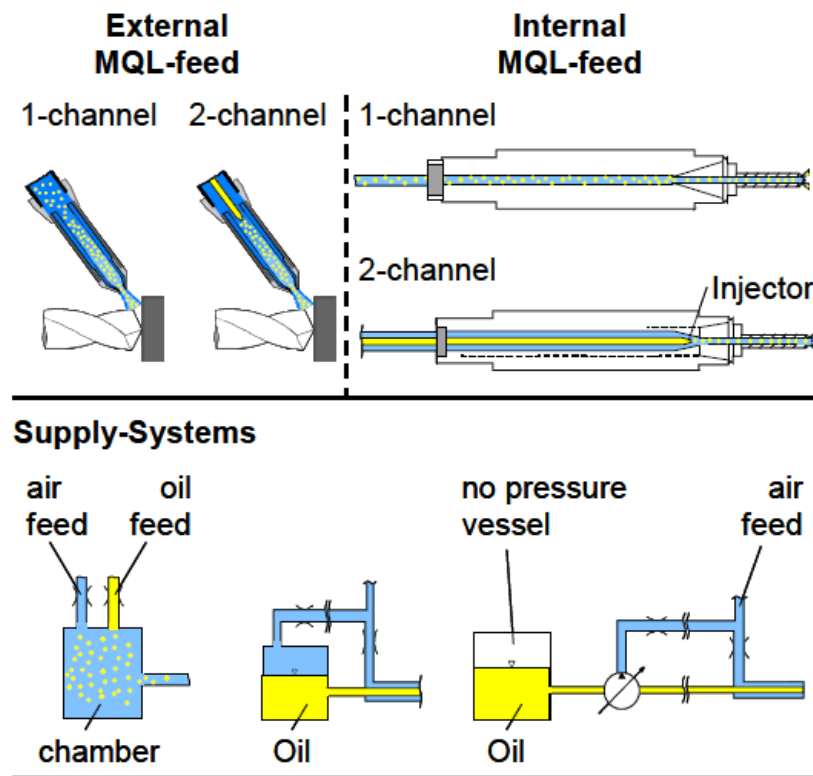 External
MQL-feed
Internal
MQL-feed
1-channel
2-channel
1-channel
2-channel
Injector
Supply-Systems
air
feed
oil
feed
no pressure
vessel
air
feed
chamber
Oil
Oil